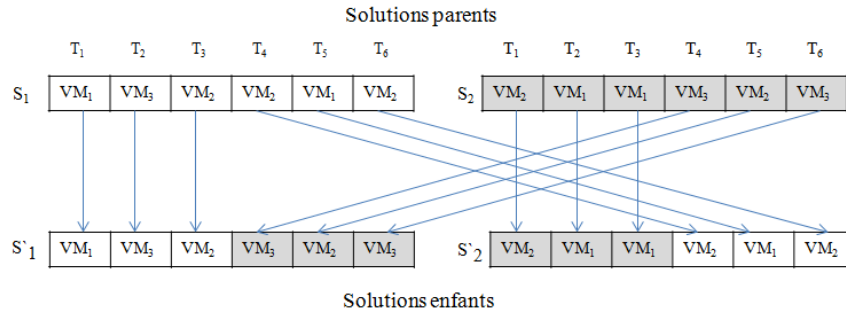 Solutions parents
T₁ T₂ T₃ T₄ T₅ T₆ T₁ T₂ T₃ T₄ T₅ T₆
S₁ VM₁ VM₃ VM₂ VM₂ VM₁ VM₂ S₂ VM₂ VM₁ VM₁ VM₃ VM₂ VM₃
S`₁ VM₁ VM₃ VM₂ VM₃ VM₂ VM₃ S`₂ VM₂ VM₁ VM₁ VM₂ VM₁ VM₂
Solutions enfants